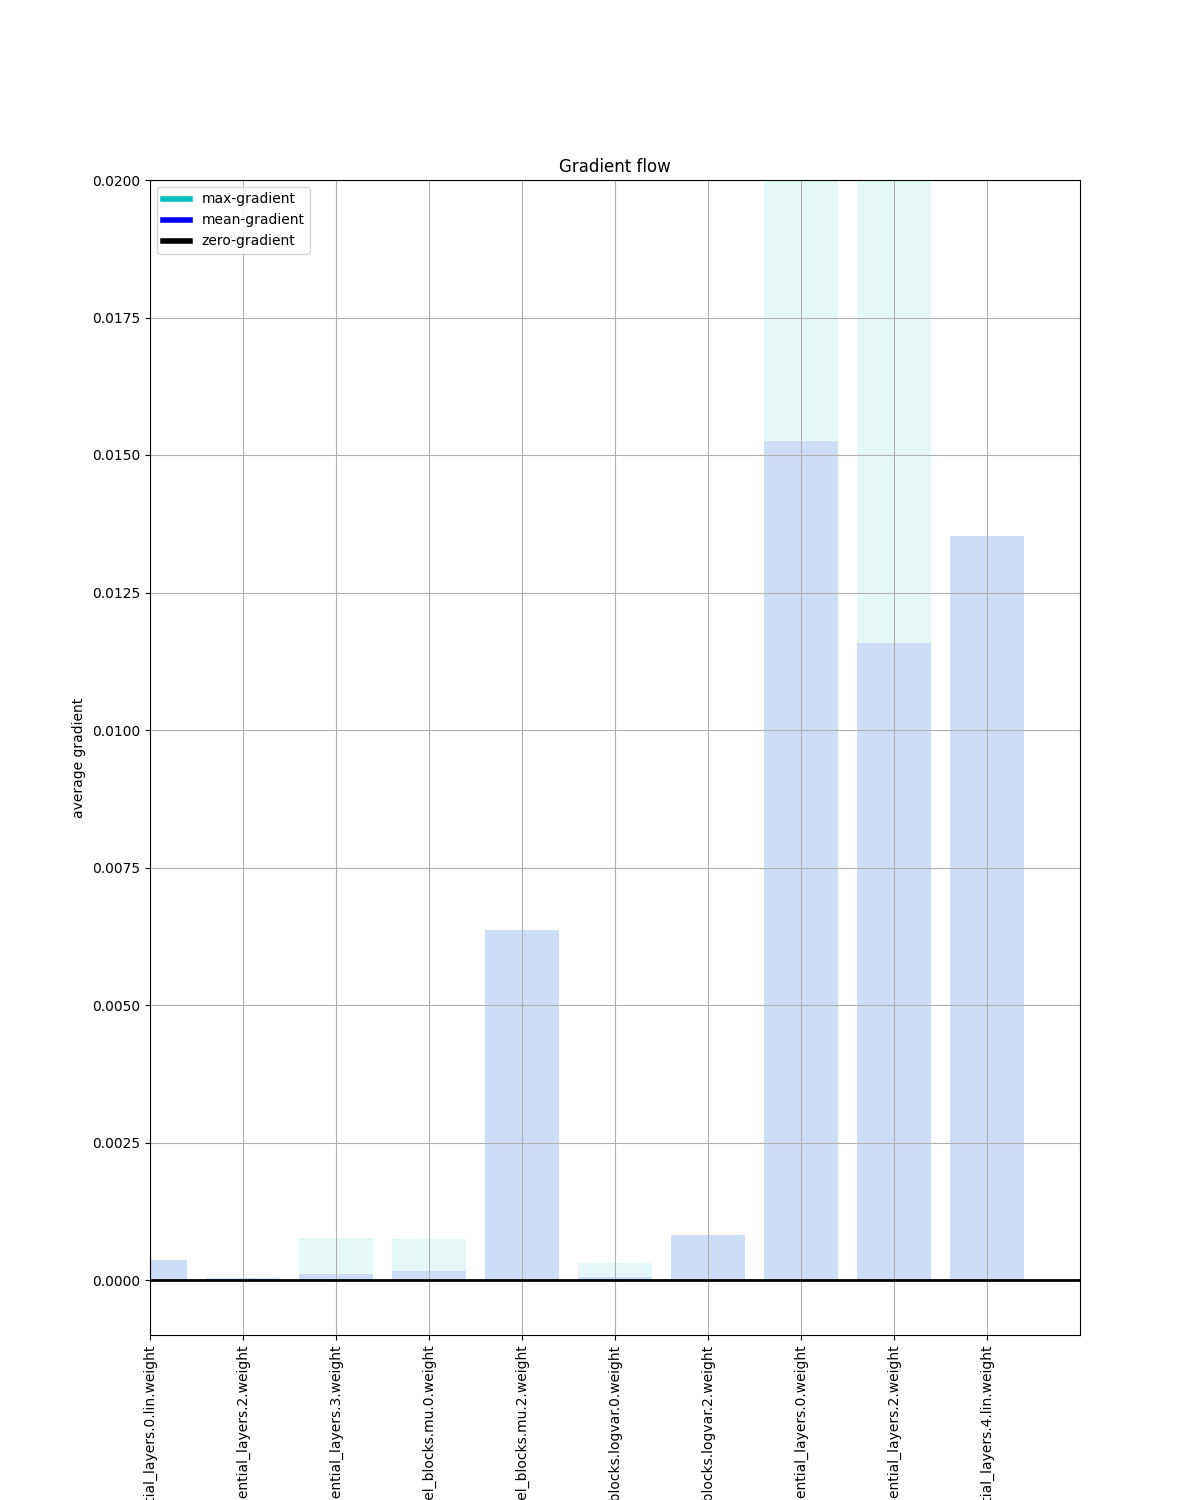 Gradient flow
max-gradient
mean-gradient
zero-gradient
0.0200
0.0175
0.0150
0.0125
0.0100
0.0075
0.0050
0.0025
0.0000
average gradient
tial_layers.0.lin.weight
ential_layers.2.weight
ential_layers.3.weight
el_blocks.mu.0.weight
el_blocks.mu.2.weight
blocks.logvar.0.weight
blocks.logvar.2.weight
ential_layers.0.weight
ential_layers.2.weight
cial_layers.4.lin.weight